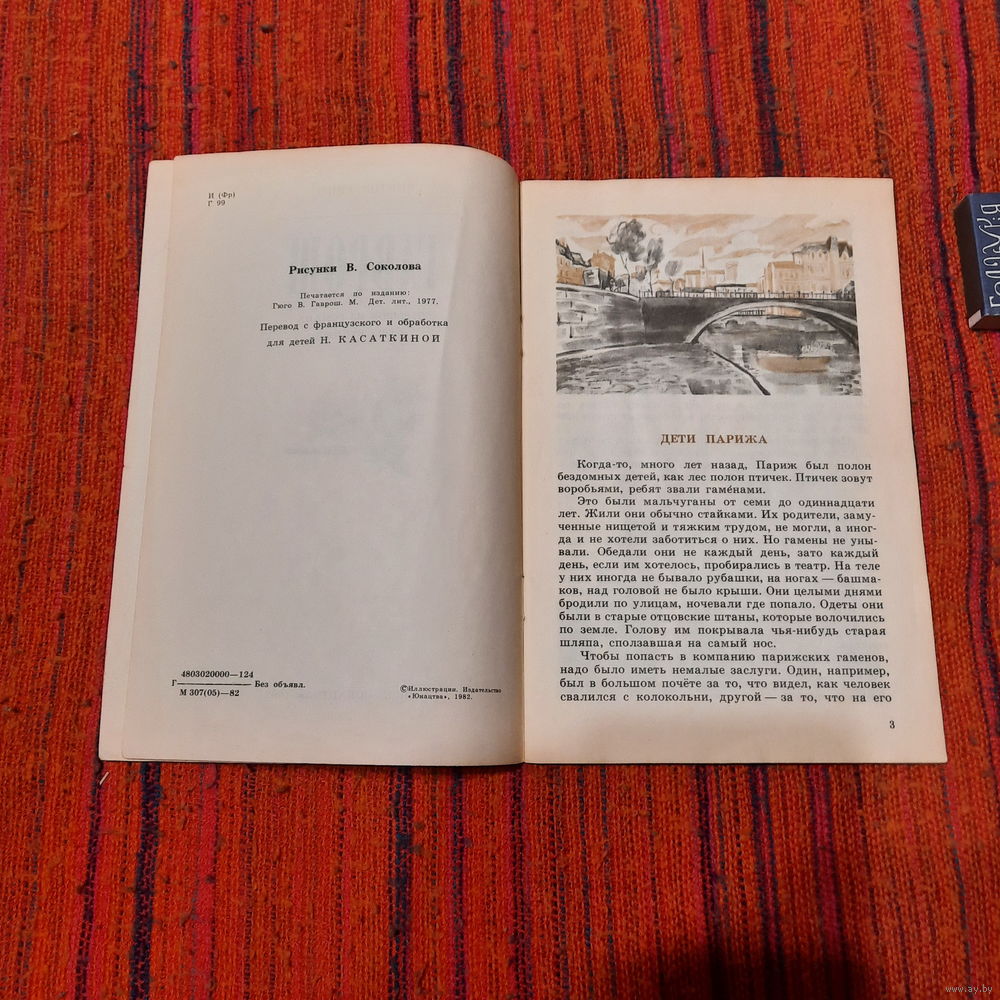 И (Фр)
Г 99
Рисунки В. Соколова
Печатается по изданию:
Гюго В. Гаврош. М. Дет. лит., 1977.
Перевод с французского и обработка
для детей Н. КАСАТКИНОЙ
4803020000—124
Г————— Без объявл.
М 307(05)—82
©Иллюстрации. Издательство
«Юнацтва», 1982.
ДЕТИ ПАРИЖА
Когда-то, много лет назад, Париж был полон
бездомных детей, как лес полон птичек. Птичек зовут
воробьями, ребят звали гаме́нами.
Это были мальчуганы от семи до одиннадцати
лет. Жили они обычно стайками. Их родители, заму-
ченные нищетой и тяжким трудом, не могли, а иног-
да и не хотели заботиться о них. Но гамены не уны-
вали. Обедали они не каждый день, зато каждый
день, если им хотелось, пробирались в театр. На теле
у них иногда не бывало рубашки, на ногах — башма-
ков, над головой не было крыши. Они целыми днями
бродили по улицам, ночевали где попало. Одеты они
были в старые отцовские штаны, которые волочились
по земле. Голову им покрывала чья-нибудь старая
шляпа, сползавшая на самый нос.
Чтобы попасть в компанию парижских гаменов,
надо было иметь немалые заслуги. Один, например,
был в большом почёте за то, что видел, как человек
свалился с колокольни, другой — за то, что на его
3
www.ay.by